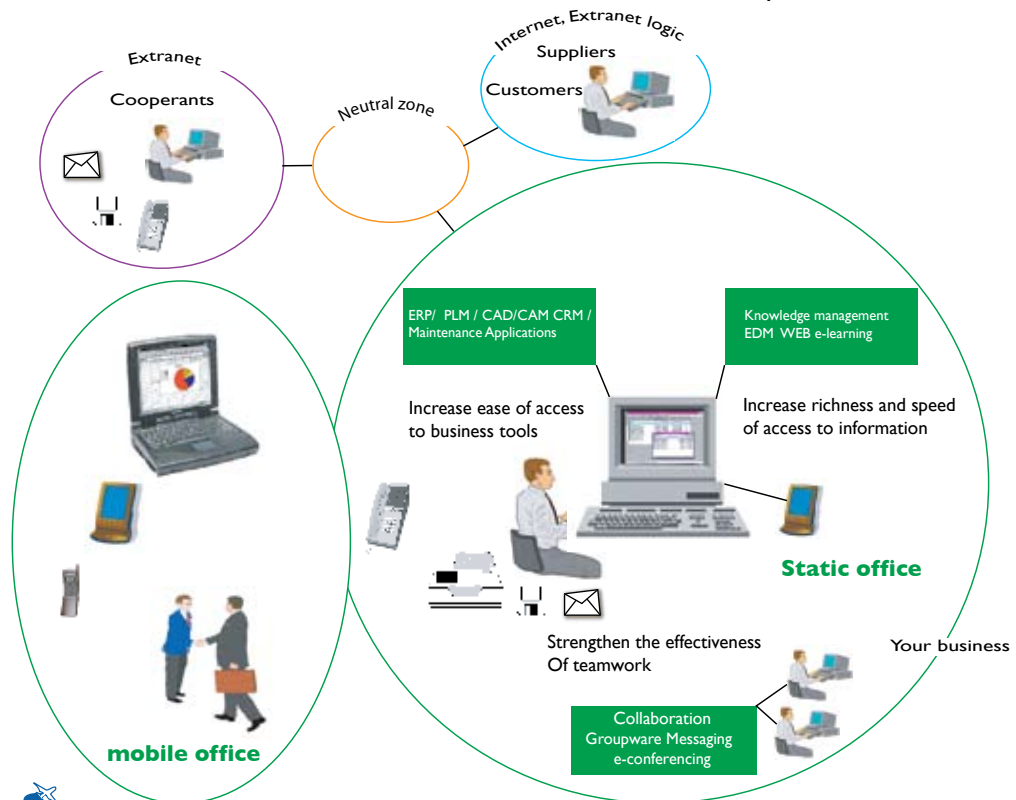 Internet, Extranet logic
Suppliers
Customers
Extranet
Cooperants
Neutral zone
ERP/ PLM / CAD/CAM CRM /
Maintenance Applications
Knowledge management
EDM WEB e-learning
Increase ease of access
to business tools
Increase richness and speed
of access to information
Static office
Strengthen the effectiveness
Of teamwork
Your business
Collaboration
Groupware Messaging
e-conferencing
mobile office